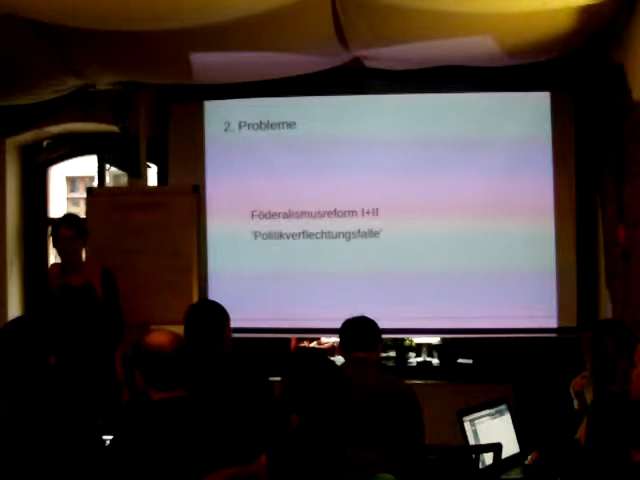 2. Probleme
Föderalismusreform I+II
'Politikverflechtungsfalle'